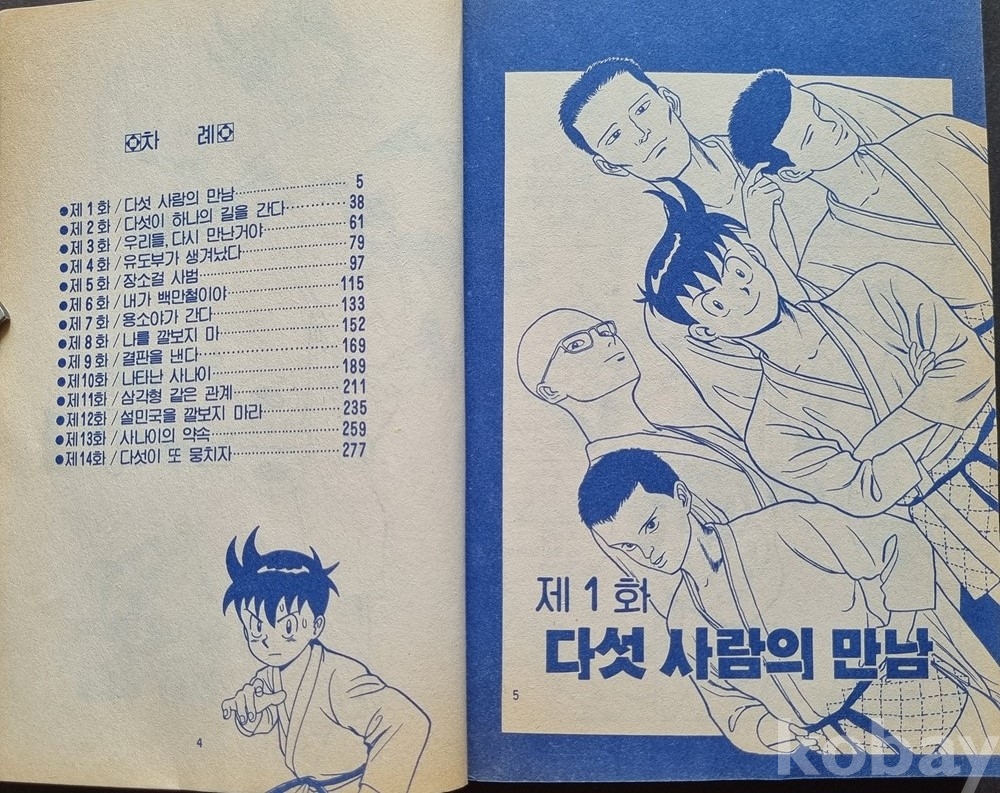 차 례
●제 1 화 / 다섯 사람의 만남 5
●제 2 화 / 다섯이 하나의 길을 간다 38
●제 3 화 / 우리들, 다시 만난거야 61
●제 4 화 / 유도부가 생겨났다 79
●제 5 화 / 장소걸 사범 97
●제 6 화 / 내가 백만철이야 115
●제 7 화 / 용소야가 간다 133
●제 8 화 / 나를 깔보지 마 152
●제 9 화 / 결판을 낸다 169
●제10화 / 나타난 사나이 189
●제11화 / 삼각형 같은 관계 211
●제12화 / 설민국을 깔보지 마라 235
●제13화 / 사나이의 약속 259
●제14화 / 다섯이 또 뭉치자 277
4
제 1 화
다섯 사람의 만남
5
kobay